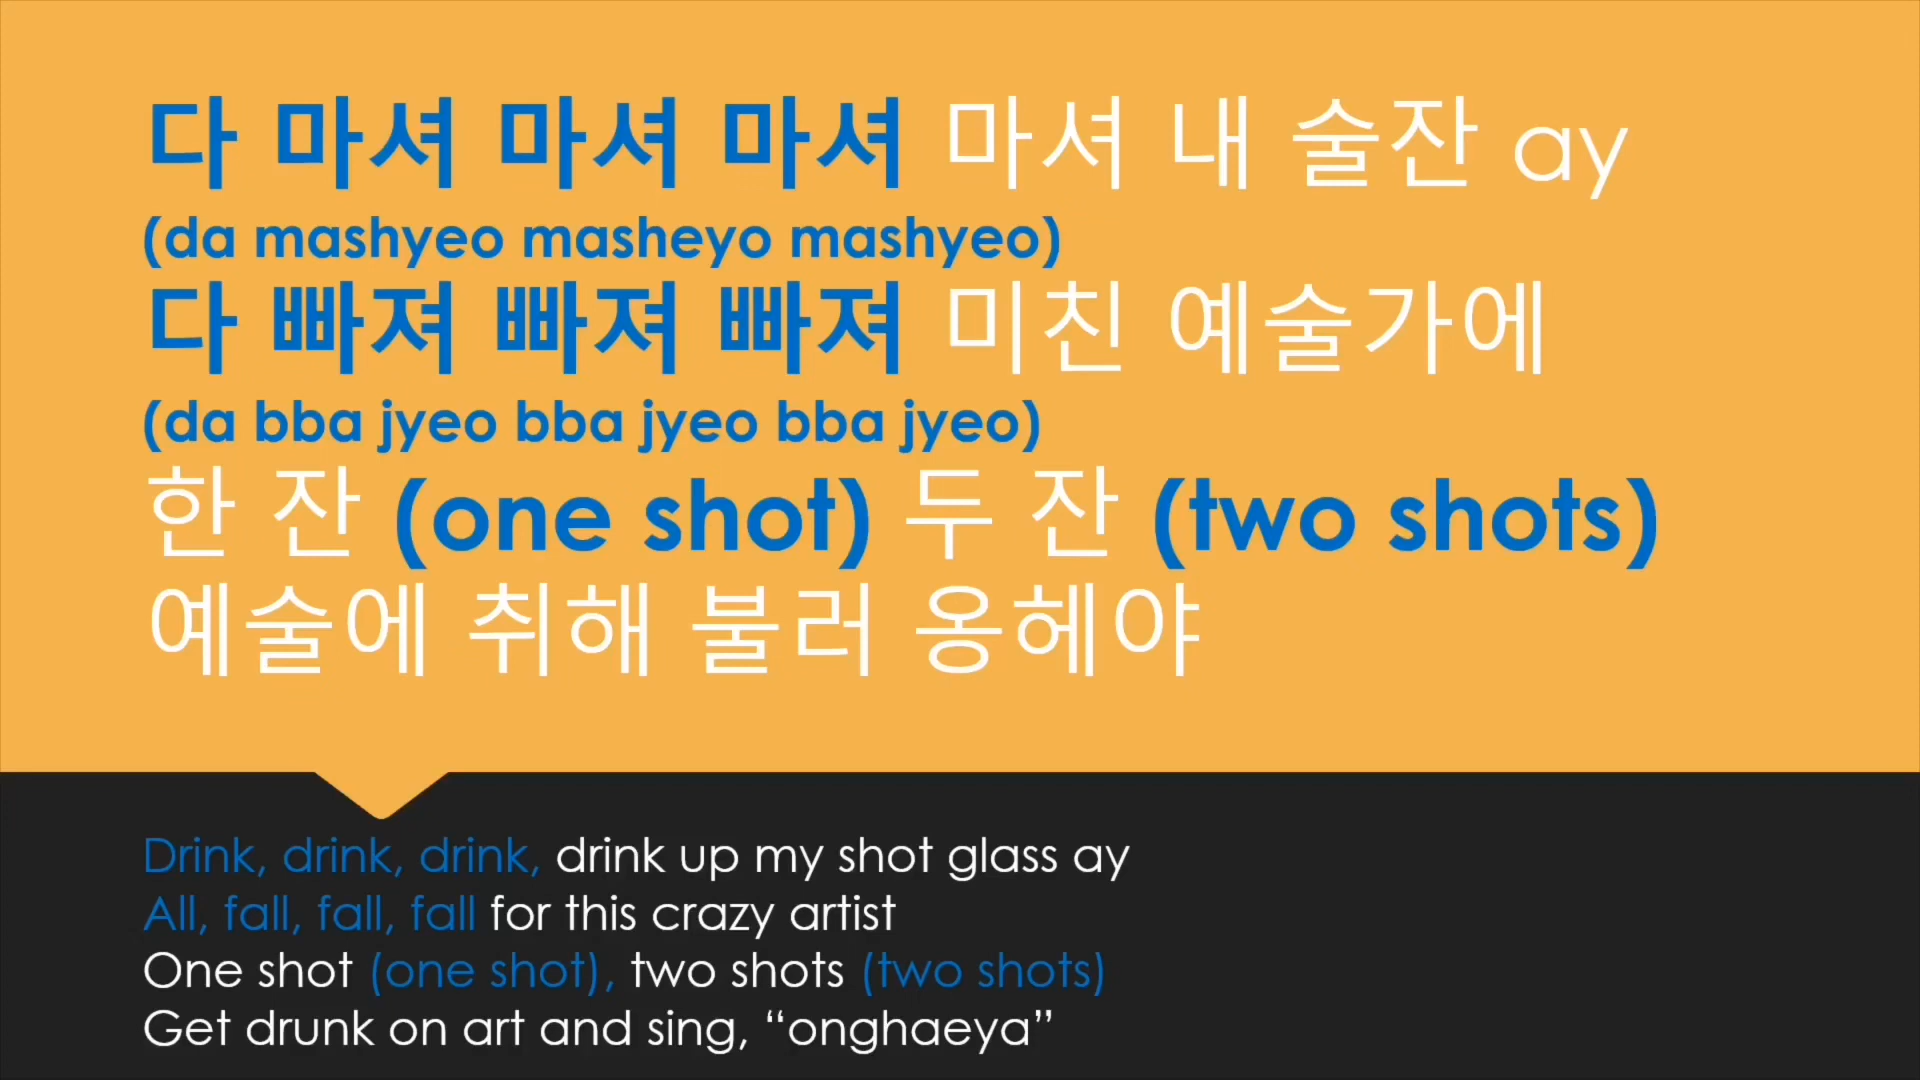 다 마셔 마셔 마셔 마셔 내 술잔 ay
(da mashyeo masheyo mashyeo)
다 빠져 빠져 빠져 미친 예술가에
(da bba jyeo bba jyeo bba jyeo)
한 잔 (one shot) 두 잔 (two shots)
예술에 취해 불러 옹헤야
Drink, drink, drink, drink up my shot glass ay
All, fall, fall, fall for this crazy artist
One shot (one shot), two shots (two shots)
Get drunk on art and sing, “onghaeya”